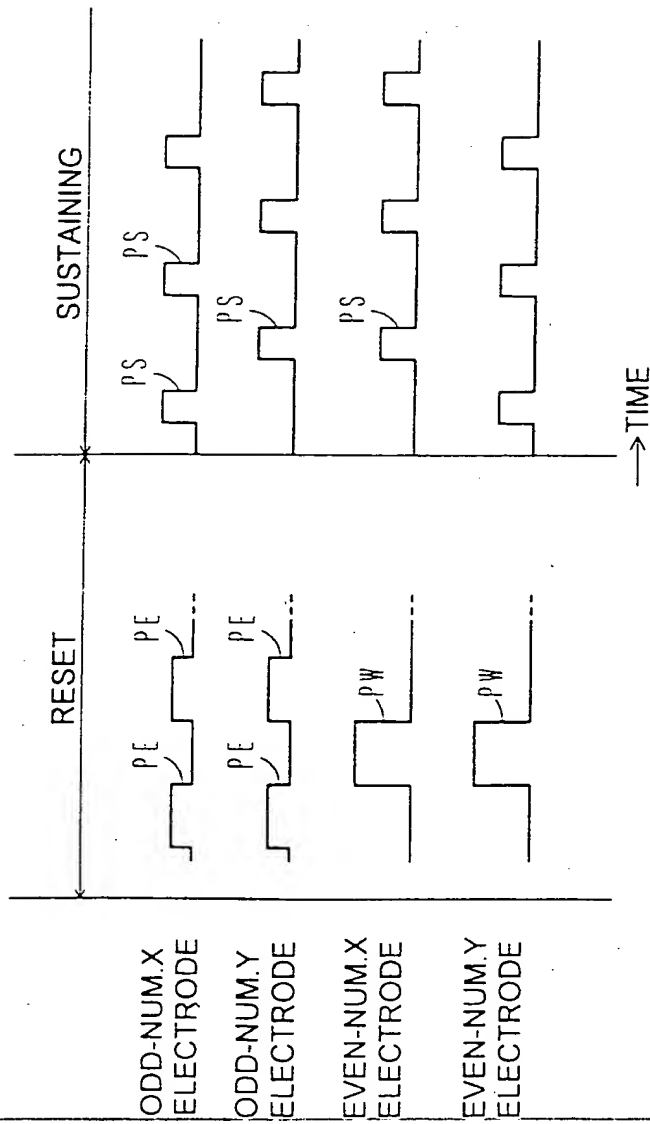 RESET
SUSTAINING
ODD-NUM.X
ELECTRODE
PE
PE
PS
PS
ODD-NUM.Y
ELECTRODE
PE
PE
PS
EVEN-NUM.X
ELECTRODE
PW
PS
EVEN-NUM.Y
ELECTRODE
PW
→ TIME